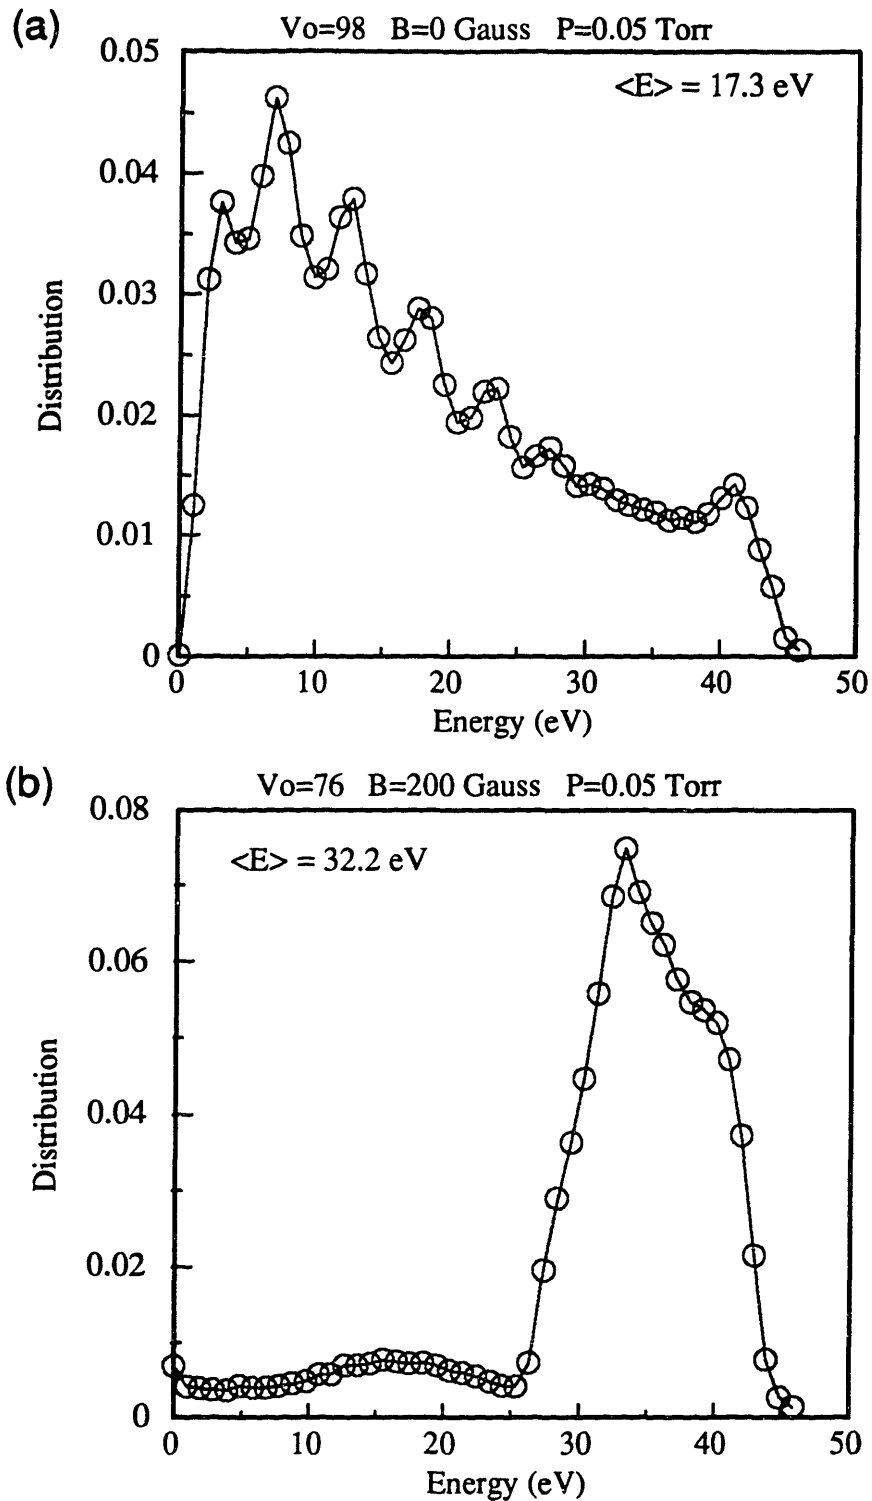 (a)
Vo=98 B=0 Gauss P=0.05 Torr
<E> = 17.3 eV
0.05
0.04
0.03
0.02
0.01
0
Distribution
0 10 20 30 40 50
Energy (eV)
(b)
Vo=76 B=200 Gauss P=0.05 Torr
<E> = 32.2 eV
0.08
0.06
0.04
0.02
0
Distribution
0 10 20 30 40 50
Energy (eV)